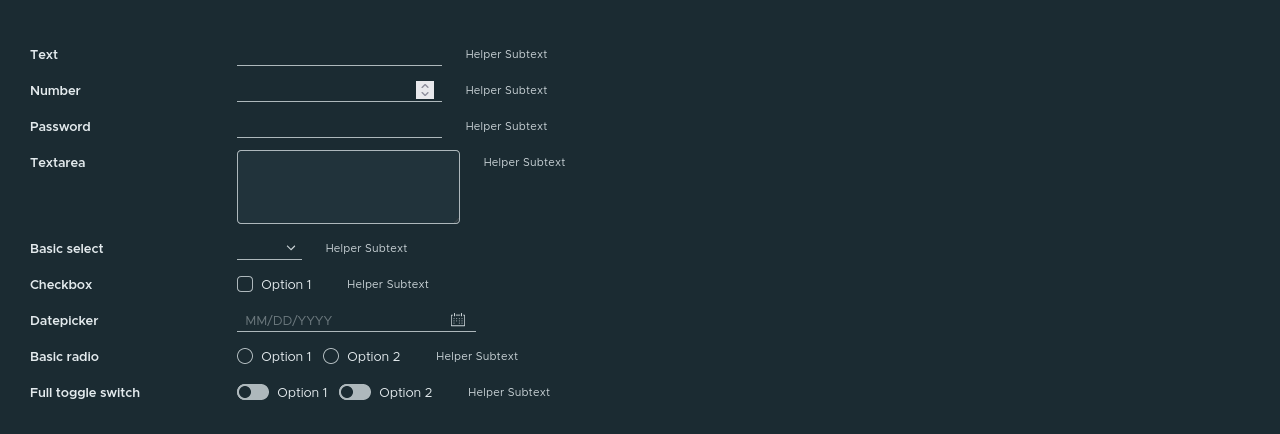 Text Helper Subtext
Number Helper Subtext
Password Helper Subtext
Textarea Helper Subtext
Basic select Helper Subtext
Checkbox Option 1 Helper Subtext
Datepicker MM/DD/YYYY
Basic radio Option 1 Option 2 Helper Subtext
Full toggle switch Option 1 Option 2 Helper Subtext